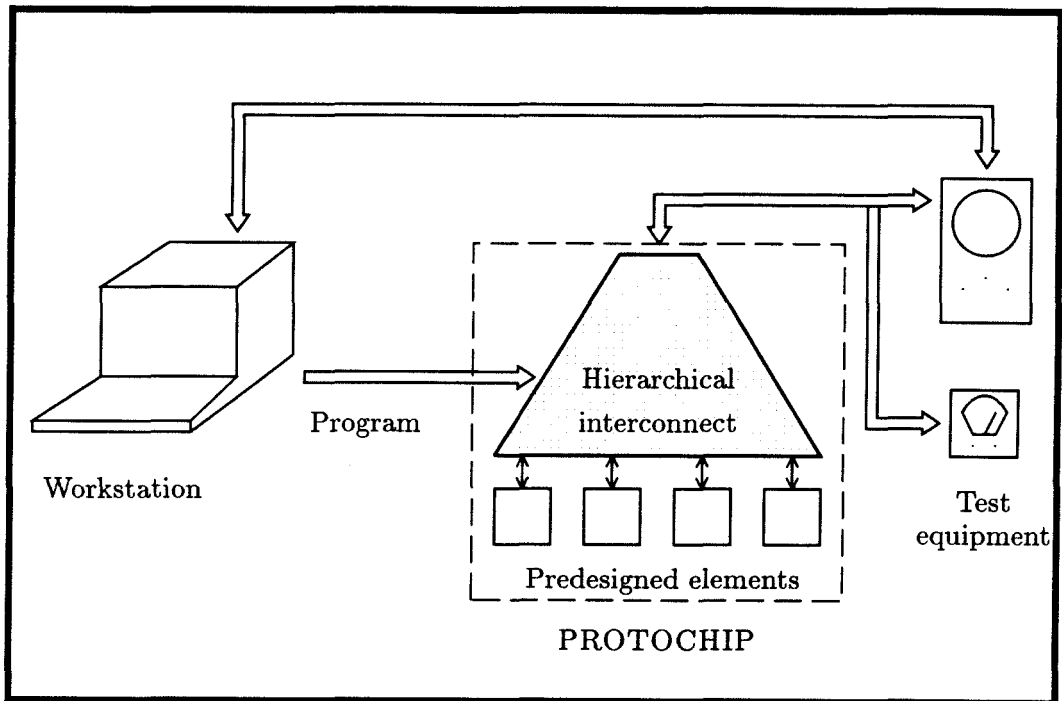 Hierarchical
interconnect
Program
Workstation
Test
equipment
Predesigned elements
PROTOCHIP